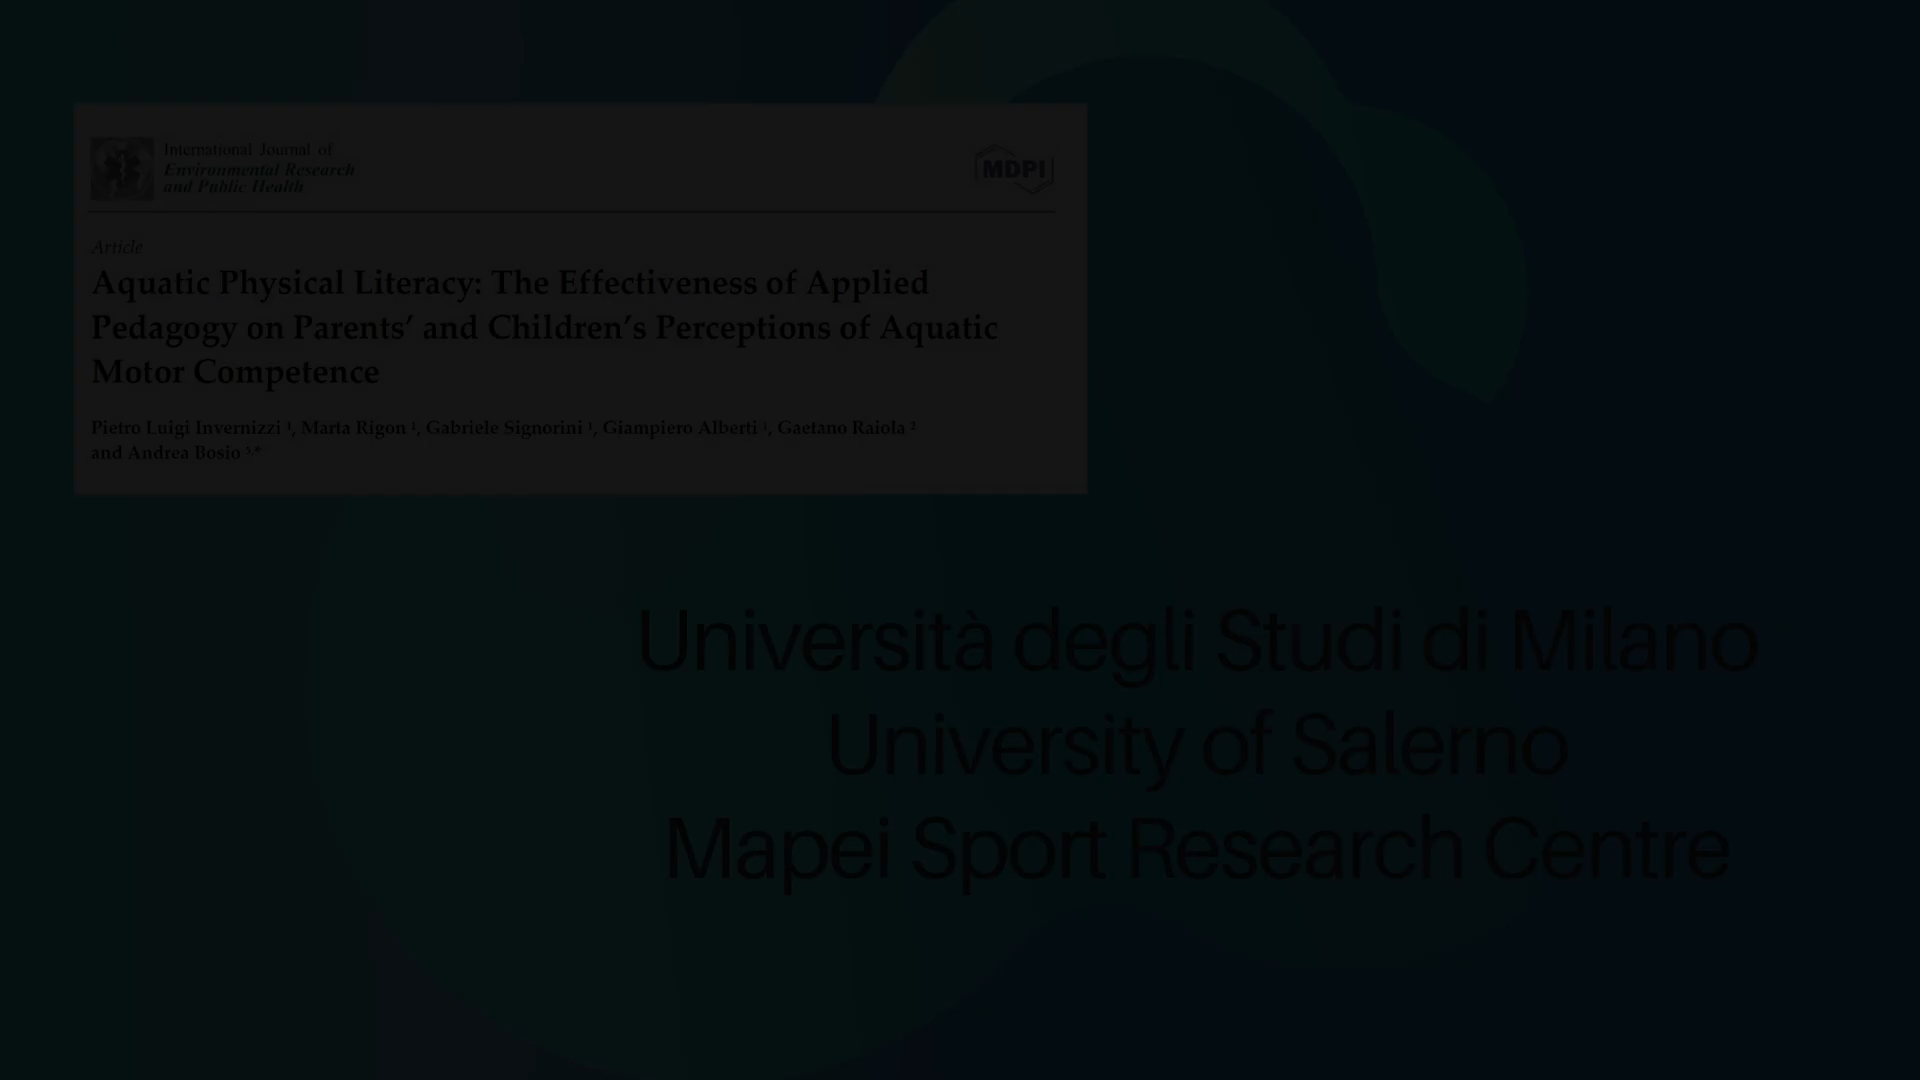 International Journal of
Environmental Research
and Public Health
MDPI
Article
Aquatic Physical Literacy: The Effectiveness of Applied
Pedagogy on Parents’ and Children’s Perceptions of Aquatic
Motor Competence
Pietro Luigi Invernizzi ¹, Marta Rigon ¹, Gabriele Signorini ¹, Giampiero Alberti ¹, Gaetano Raiola ²
and Andrea Bosio ³,*
Università degli Studi di Milano
University of Salerno
Mapei Sport Research Centre